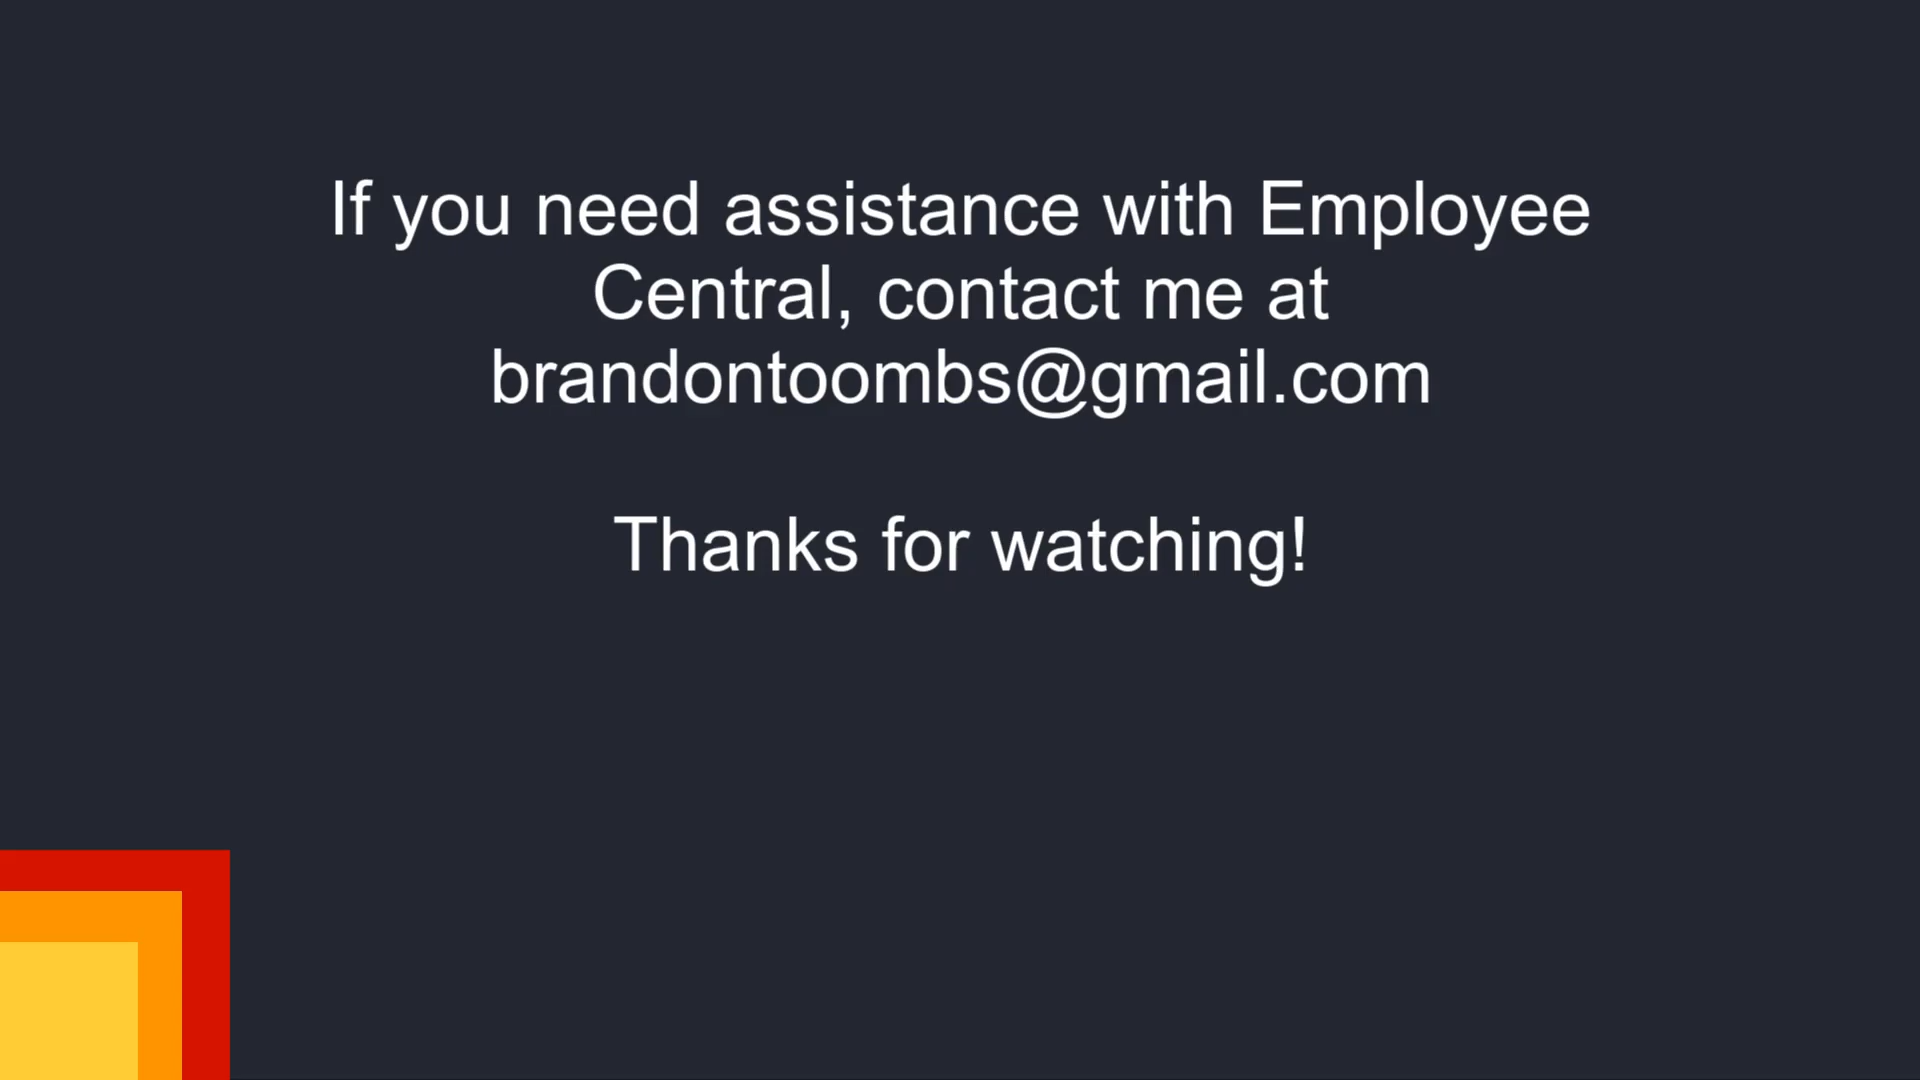 If you need assistance with Employee
Central, contact me at
brandontoombs@gmail.com
Thanks for watching!